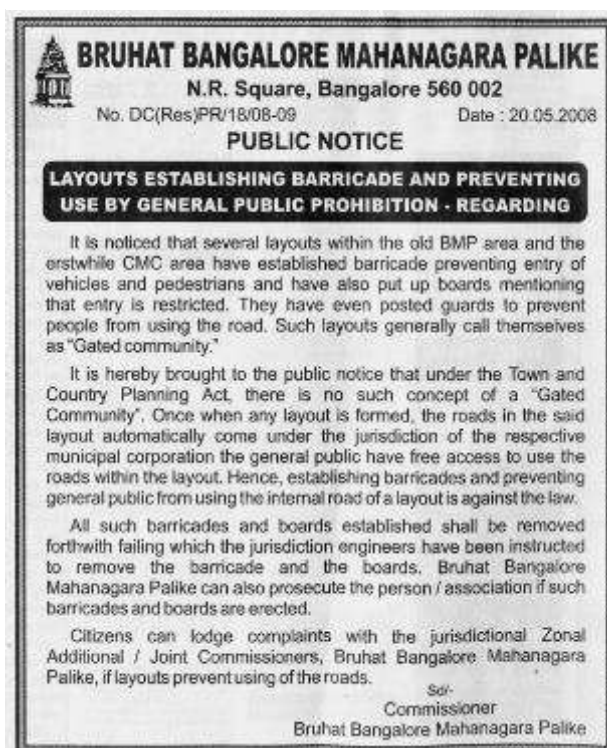 BRUHAT BANGALORE MAHANAGARA PALIKE
N.R. Square, Bangalore 560 002
No. DC(Res)PR/18/08-09 Date : 20.05.2008
PUBLIC NOTICE
LAYOUTS ESTABLISHING BARRICADE AND PREVENTING
USE BY GENERAL PUBLIC PROHIBITION - REGARDING
It is noticed that several layouts within the old BMP area and the
erstwhile CMC area have established barricade preventing entry of
vehicles and pedestrians and have also put up boards mentioning
that entry is restricted. They have even posted guards to prevent
people from using the road. Such layouts generally call themselves
as "Gated community."
It is hereby brought to the public notice that under the Town and
Country Planning Act, there is no such concept of a "Gated
Community". Once when any layout is formed, the roads in the said
layout automatically come under the jurisdiction of the respective
municipal corporation the general public have free access to use the
roads within the layout. Hence, establishing barricades and preventing
general public from using the internal road of a layout is against the law.
All such barricades and boards established shall be removed
forthwith failing which the jurisdiction engineers have been instructed
to remove the barricade and the boards. Bruhat Bangalore
Mahanagara Palike can also prosecute the person / association if such
barricades and boards are erected.
Citizens can lodge complaints with the jurisdictional Zonal
Additional / Joint Commissioners, Bruhat Bangalore Mahanagara
Palike, if layouts prevent using of the roads.
Sd/-
Commissioner
Bruhat Bangalore Mahanagara Palike